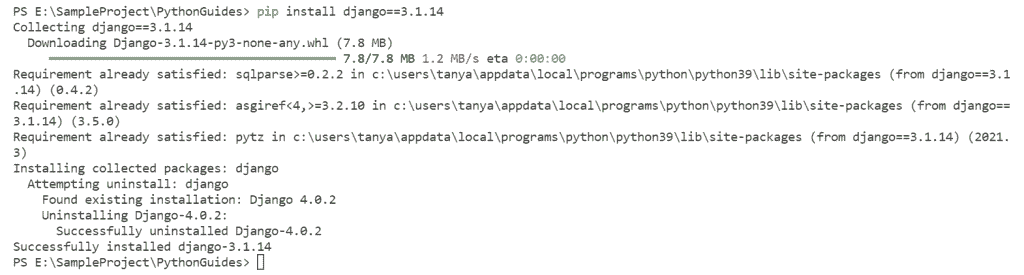 PS E:\SampleProject\PythonGuides> pip install django==3.1.14
Collecting django==3.1.14
  Downloading Django-3.1.14-py3-none-any.whl (7.8 MB)
     7.8/7.8 MB 1.2 MB/s eta 0:00:00
Requirement already satisfied: sqlparse>=0.2.2 in c:\users\tanya\appdata\local\programs\python\python39\lib\site-packages (from django==3.1
.14) (0.4.2)
Requirement already satisfied: asgiref<4,>=3.2.10 in c:\users\tanya\appdata\local\programs\python\python39\lib\site-packages (from django==
3.1.14) (3.5.0)
Requirement already satisfied: pytz in c:\users\tanya\appdata\local\programs\python\python39\lib\site-packages (from django==3.1.14) (2021.
3)
Installing collected packages: django
  Attempting uninstall: django
    Found existing installation: Django 4.0.2
    Uninstalling Django-4.0.2:
      Successfully uninstalled Django-4.0.2
Successfully installed django-3.1.14
PS E:\SampleProject\PythonGuides>